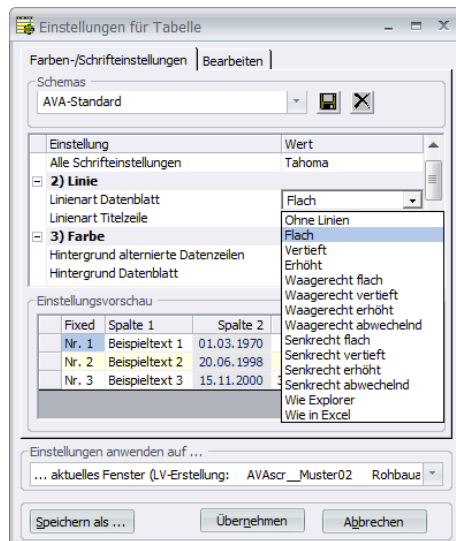 Einstellungen für Tabelle
Farben-/Schrifteinstellungen Bearbeiten
Schemas
AVA-Standard
Einstellung Wert
Alle Schrifteinstellungen Tahoma
2) Linie
Linienart Datenblatt Flach
Linienart Titelzeile
3) Farbe
Hintergrund alternierte Datenzeilen
Hintergrund Datenblatt
Ohne Linien
Flach
Vertieft
Erhöht
Waagerecht flach
Waagerecht vertieft
Waagerecht erhöht
Waagerecht abwechelnd
Senkrecht flach
Senkrecht vertieft
Senkrecht erhöht
Senkrecht abwechelnd
Wie Explorer
Wie in Excel
Einstellungsvorschau
Fixed Spalte 1 Spalte 2
Nr. 1 Beispieltext 1 01.03.1970
Nr. 2 Beispieltext 2 20.06.1998
Nr. 3 Beispieltext 3 15.11.2000
Einstellungen anwenden auf ...
... aktuelles Fenster (LV-Erstellung: AVAscr__Muster02 Rohbaua
Speichern als ... Übernehmen Abbrechen